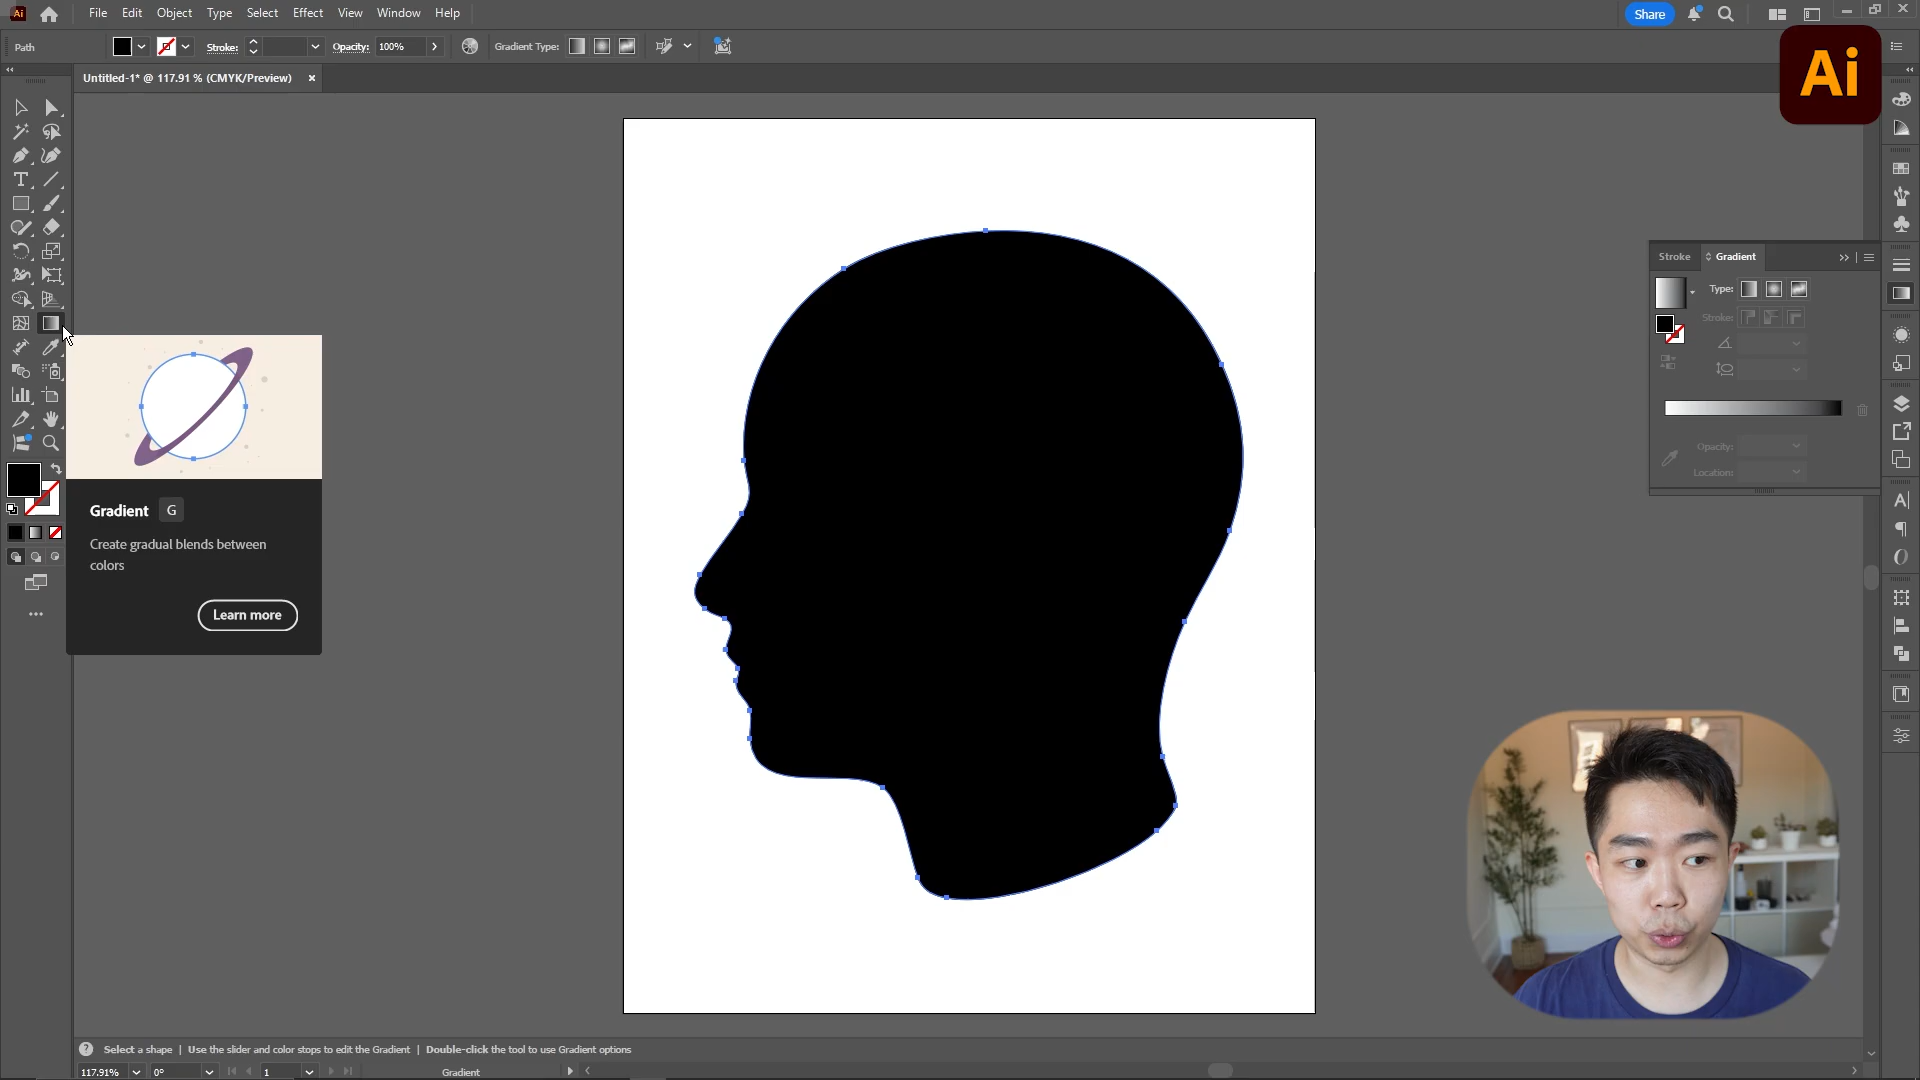 Ai
File Edit Object Type Select Effect View Window Help
Share
Path
Stroke:
Opacity: 100%
Gradient Type:
Untitled-1* @ 117.91 % (CMYK/Preview) ×
Ai
Stroke
Gradient
Type:
Stroke:
Opacity:
Location:
Gradient G
Create gradual blends between
colors
Learn more
Select a shape | Use the slider and color stops to edit the Gradient | Double-click the tool to use Gradient options
117.91% 0° 1 Gradient